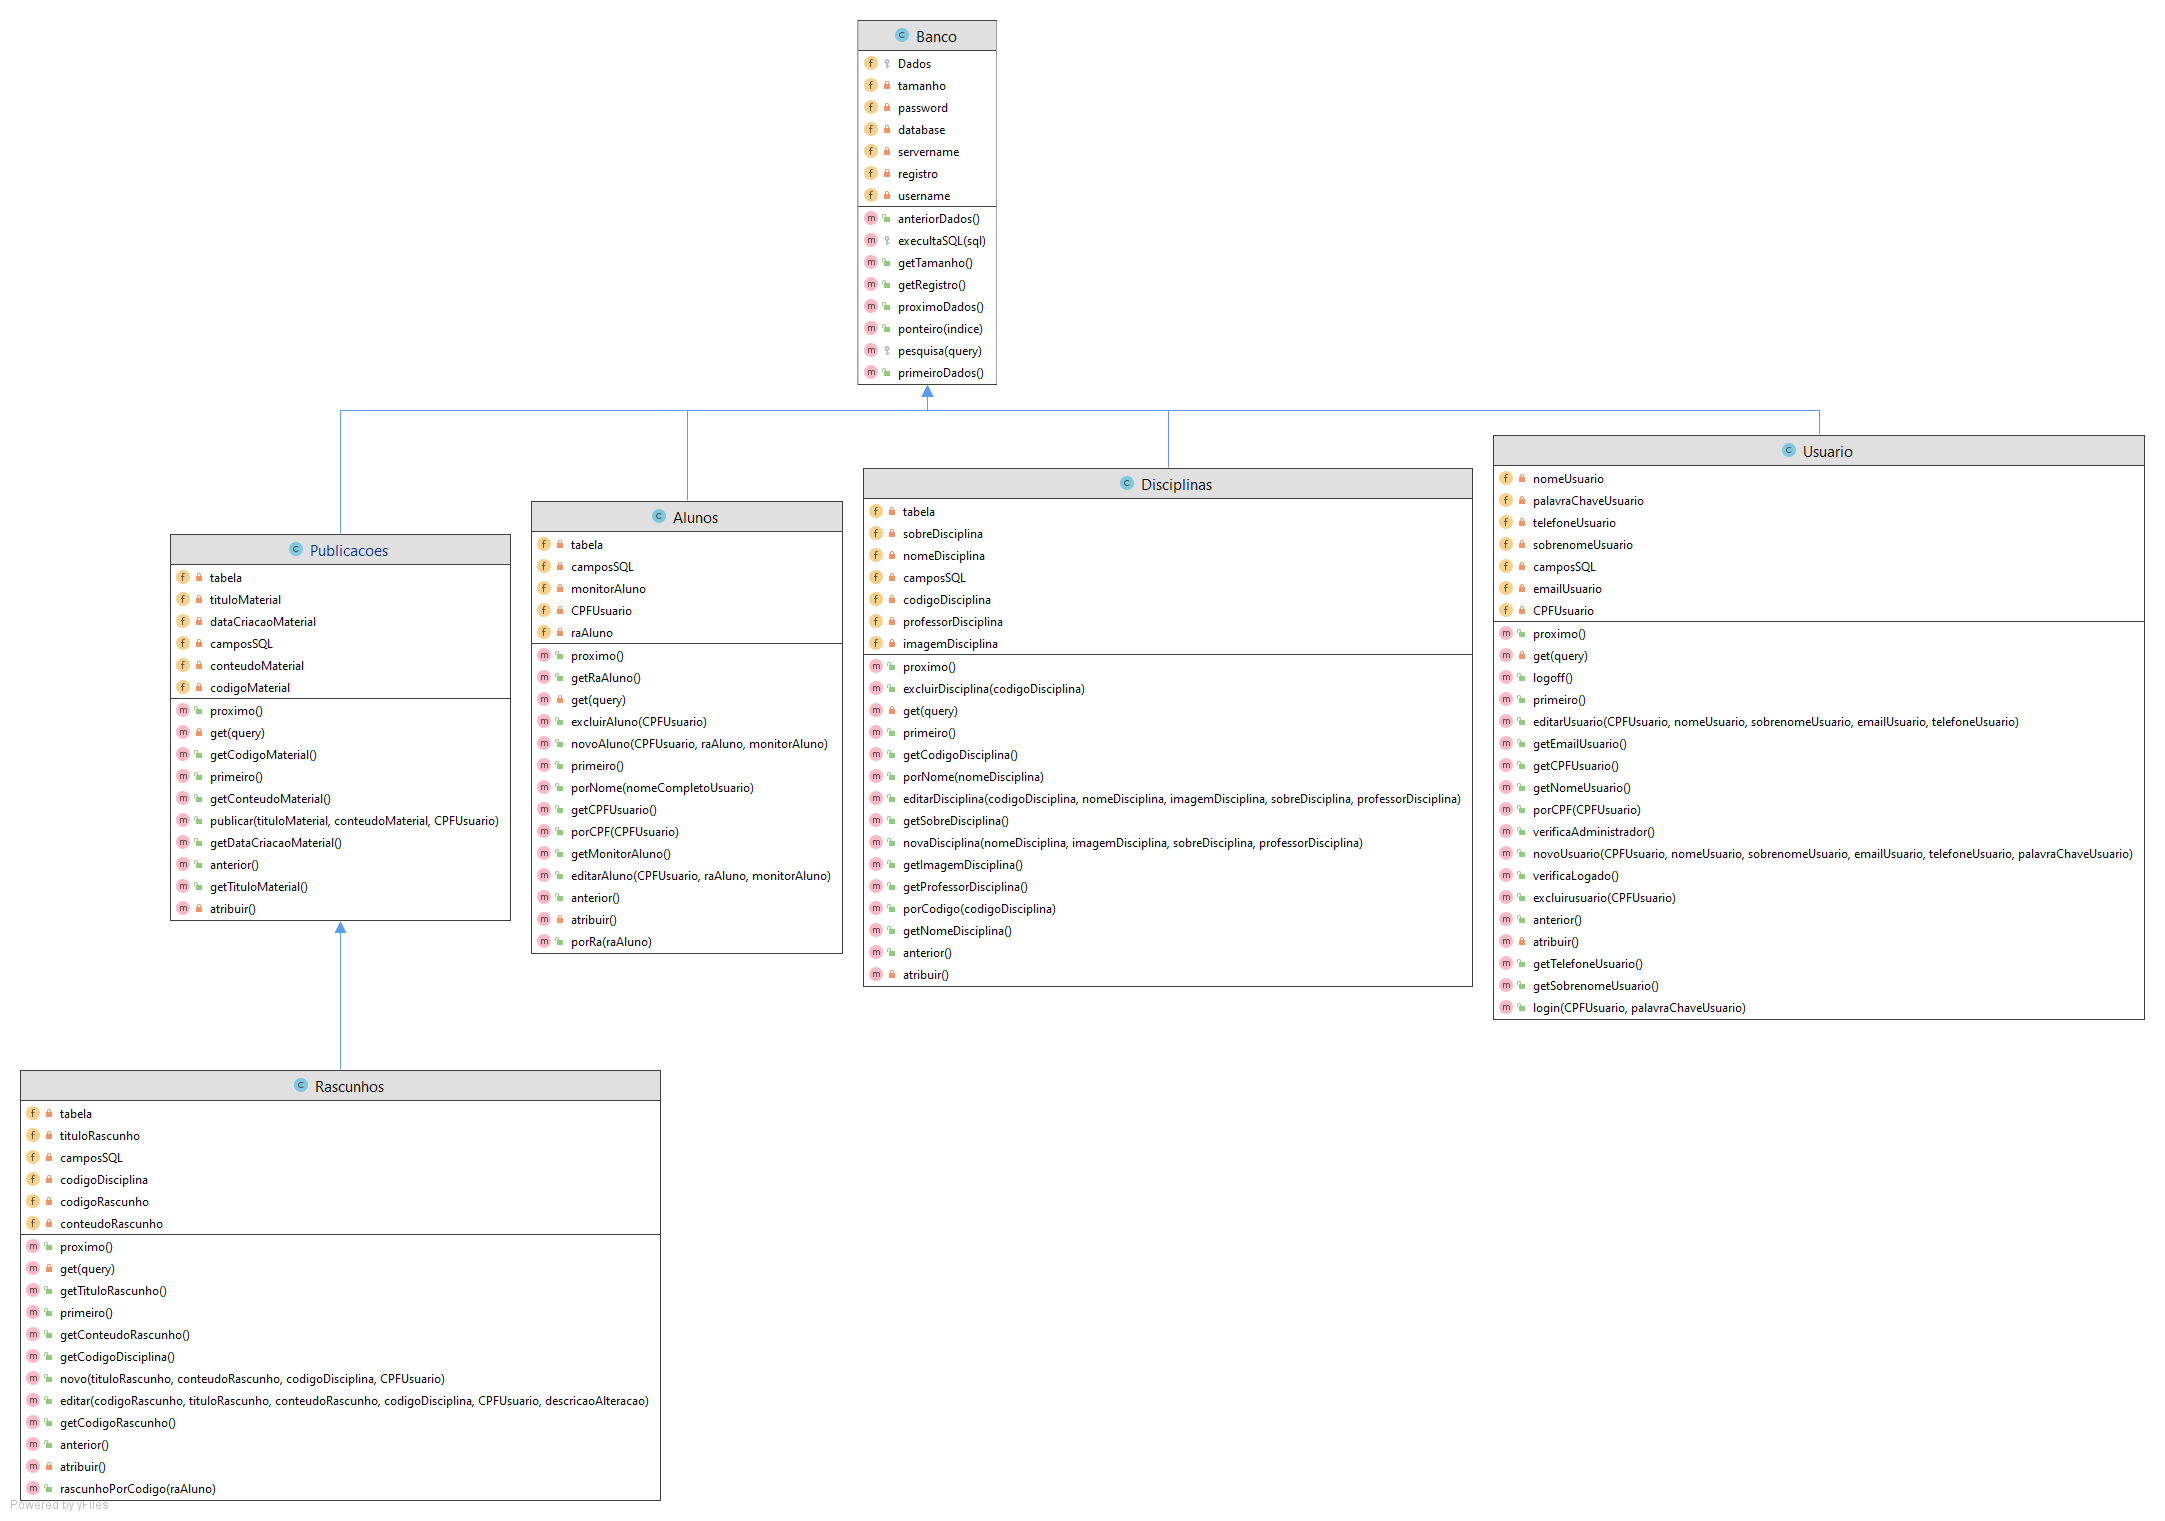 Banco
Dados
tamanho
password
database
servername
registro
username
anteriorDados()
execultaSQL(sql)
getTamanho()
getRegistro()
proximoDados()
ponteiro(indice)
pesquisa(query)
primeiroDados()
Publicacoes
tabela
tituloMaterial
dataCriacaoMaterial
camposSQL
conteudoMaterial
codigoMaterial
proximo()
get(query)
getCodigoMaterial()
primeiro()
getConteudoMaterial()
publicar(tituloMaterial, conteudoMaterial, CPFUsuario)
getDataCriacaoMaterial()
anterior()
getTituloMaterial()
atribuir()
Alunos
tabela
camposSQL
monitorAluno
CPFUsuario
raAluno
proximo()
getRaAluno()
get(query)
excluirAluno(CPFUsuario)
novoAluno(CPFUsuario, raAluno, monitorAluno)
primeiro()
porNome(nomeCompletoUsuario)
getCPFUsuario()
porCPF(CPFUsuario)
getMonitorAluno()
editarAluno(CPFUsuario, raAluno, monitorAluno)
anterior()
atribuir()
porRa(raAluno)
Disciplinas
tabela
sobreDisciplina
nomeDisciplina
camposSQL
codigoDisciplina
professorDisciplina
imagemDisciplina
proximo()
excluirDisciplina(codigoDisciplina)
get(query)
primeiro()
getCodigoDisciplina()
porNome(nomeDisciplina)
editarDisciplina(codigoDisciplina, nomeDisciplina, imagemDisciplina, sobreDisciplina, professorDisciplina)
getSobreDisciplina()
novaDisciplina(nomeDisciplina, imagemDisciplina, sobreDisciplina, professorDisciplina)
getImagemDisciplina()
getProfessorDisciplina()
porCodigo(codigoDisciplina)
getNomeDisciplina()
anterior()
atribuir()
Usuario
nomeUsuario
palavraChaveUsuario
telefoneUsuario
sobrenomeUsuario
camposSQL
emailUsuario
CPFUsuario
proximo()
get(query)
logoff()
primeiro()
editarUsuario(CPFUsuario, nomeUsuario, sobrenomeUsuario, emailUsuario, telefoneUsuario)
getEmailUsuario()
getCPFUsuario()
getNomeUsuario()
porCPF(CPFUsuario)
verificaAdministrador()
novoUsuario(CPFUsuario, nomeUsuario, sobrenomeUsuario, emailUsuario, telefoneUsuario, palavraChaveUsuario)
verificaLogado()
excluirusuario(CPFUsuario)
anterior()
atribuir()
getTelefoneUsuario()
getSobrenomeUsuario()
login(CPFUsuario, palavraChaveUsuario)
Rascunhos
tabela
tituloRascunho
camposSQL
codigoDisciplina
codigoRascunho
conteudoRascunho
proximo()
get(query)
getTituloRascunho()
primeiro()
getConteudoRascunho()
getCodigoDisciplina()
novo(tituloRascunho, conteudoRascunho, codigoDisciplina, CPFUsuario)
editar(codigoRascunho, tituloRascunho, conteudoRascunho, codigoDisciplina, CPFUsuario, descricaoAlteracao)
getCodigoRascunho()
anterior()
atribuir()
rascunhoPorCodigo(raAluno)
Powered by yFiles